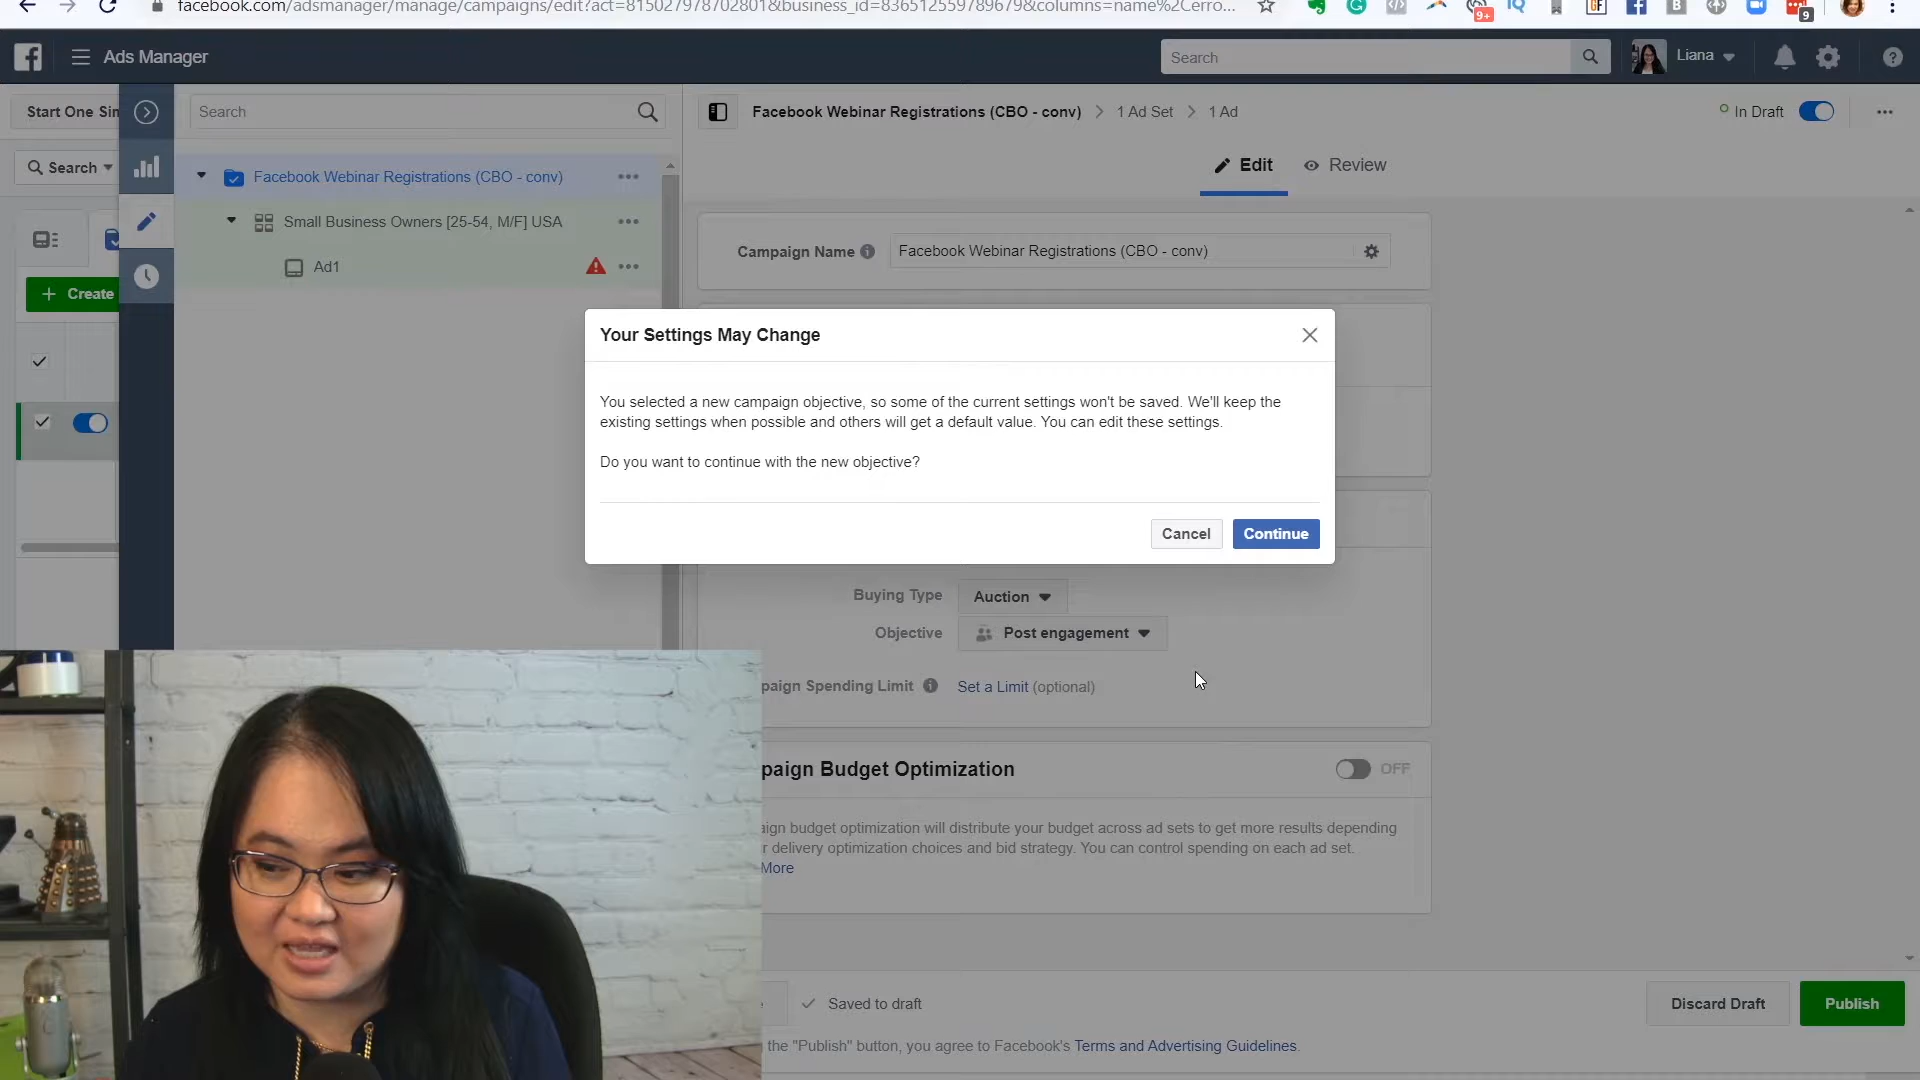 facebook.com/adsmanager/manage/campaigns/edit?act=815027978702801&business_id=836512559789679&columns=name%2Cerro...
9+
IQ
GF
B
9
Ads Manager
Search
Liana
Start One Sim
Search
Facebook Webinar Registrations (CBO - conv)
1 Ad Set
1 Ad
In Draft
Search
Edit
Review
Facebook Webinar Registrations (CBO - conv)
Small Business Owners [25-54, M/F] USA
Ad1
Create
Campaign Name
Facebook Webinar Registrations (CBO - conv)
Your Settings May Change
You selected a new campaign objective, so some of the current settings won't be saved. We'll keep the
existing settings when possible and others will get a default value. You can edit these settings.
Do you want to continue with the new objective?
Cancel
Continue
Buying Type
Auction
Objective
Post engagement
paign Spending Limit
Set a Limit (optional)
paign Budget Optimization
OFF
aign budget optimization will distribute your budget across ad sets to get more results depending
r delivery optimization choices and bid strategy. You can control spending on each ad set.
More
Saved to draft
Discard Draft
Publish
the "Publish" button, you agree to Facebook's Terms and Advertising Guidelines.